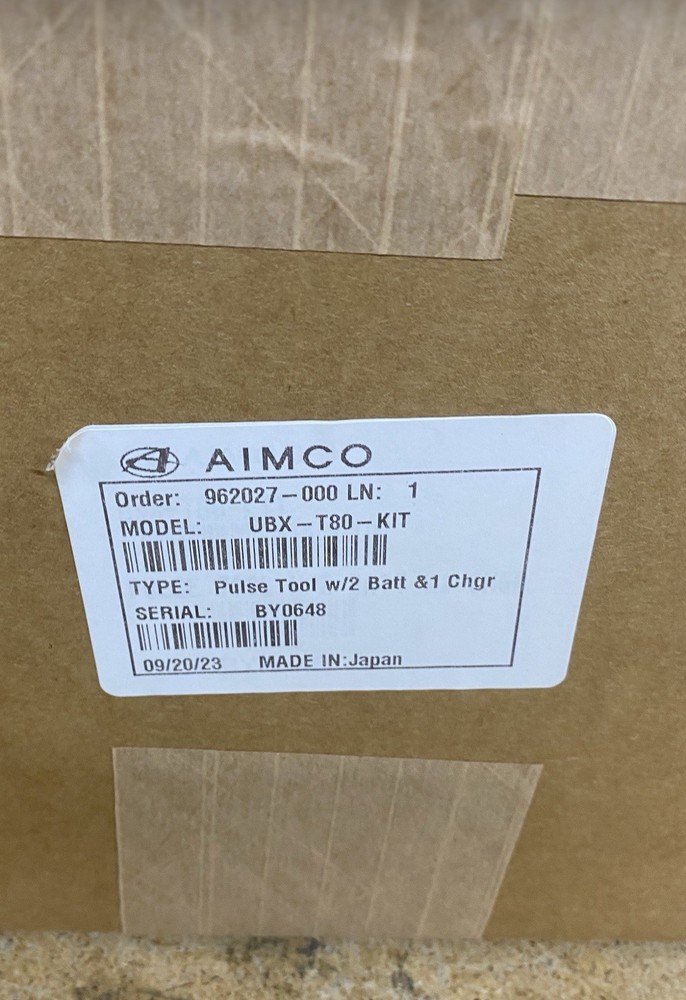 AIMCO
Order: 962027-000 LN: 1
MODEL: UBX-T80-KIT
TYPE: Pulse Tool w/2 Batt &1 Chgr
SERIAL: BY0648
09/20/23 MADE IN:Japan